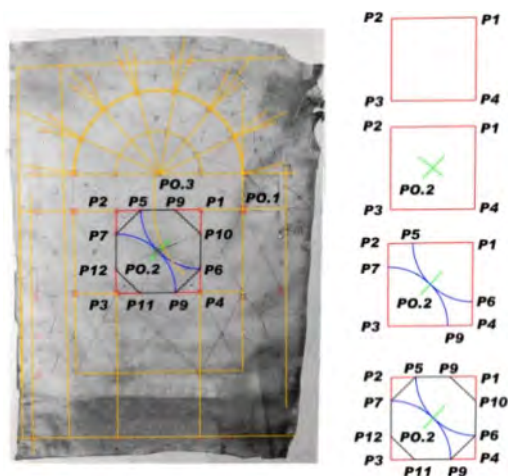 PO.3
PO.1
P2 P5 P9 P1
P7 P10
PO.2
P12 P6
P3 P11 P9 P4
P2 P1
P3 P4
P2 P1
PO.2
P3 P4
P2 P5 P1
P7
PO.2 P6
P3 P9 P4
P2 P5 P9 P1
P7 P10
P12 PO.2 P6
P3 P11 P9 P4